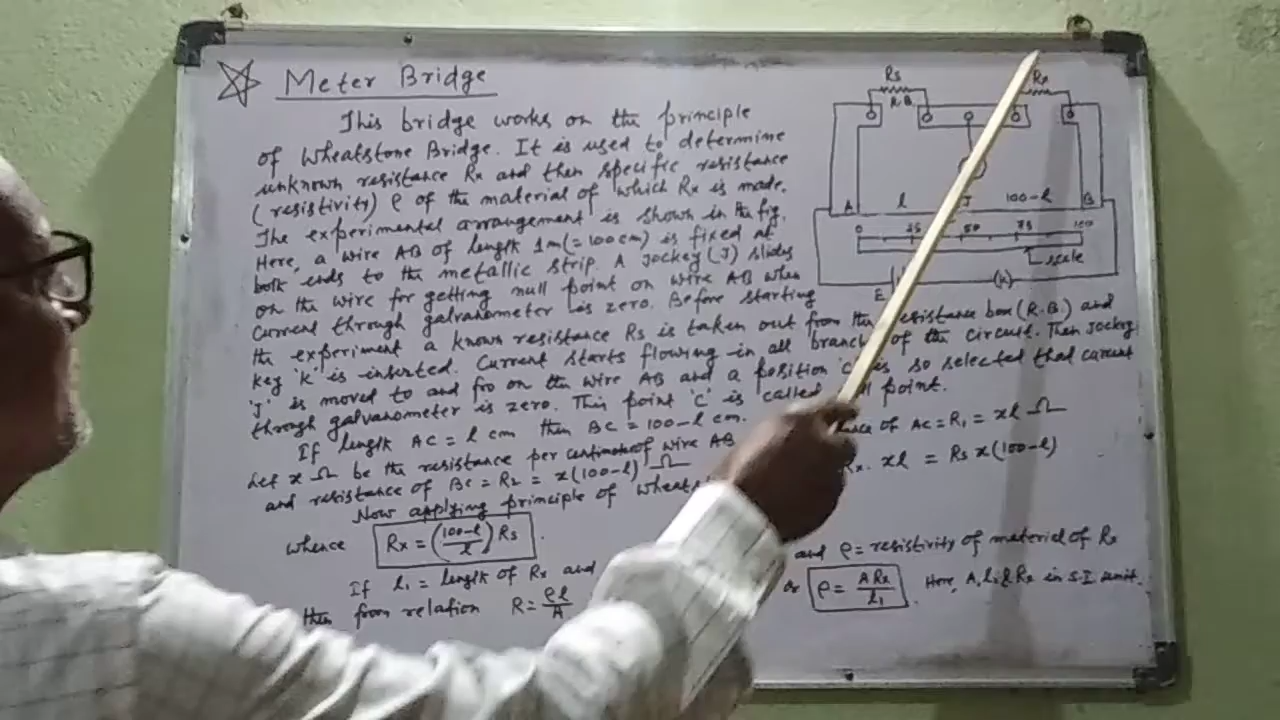 Meter Bridge
This bridge works on the principle
of Wheatstone Bridge. It is used to determine
unknown resistance Rx and then specific resistance
(resistivity) ρ of the material of which Rx is made.
The experimental arrangement is shown in the fig.
Here, a wire AB of length 1m (= 100 cm) is fixed at
both ends to the metallic strip. A Jockey (J) slides
on the wire for getting null point on wire AB when
current through galvanometer is zero. Before starting
the experiment a known resistance Rs is taken out from the resistance box (R.B.) and
key 'K' is inserted. Current starts flowing in all branch of the circuit. Then Jockey
'J' is moved to and fro on the wire AB and a position 'C' is so selected that current
through galvanometer is zero. This point 'C' is called point.
If length AC = l cm then BC = 100-l cm.
Let x Ω be the resistance per centimeter of wire AB of AC = R1 = xl Ω
and resistance of BC = R2 = x(100-l) Ω
Now applying principle of Rx. xl = Rs x(100-l)
whence Rx = (100-l/l) Rs
If l1 = length of Rx and and ρ = resistivity of material of Rx
then from relation R = ρl/A or ρ = A Rx/l1 Here, A, l1 & Rx in S.I unit.
Rs Rx
R.B
A l J 100-l B
0 25 50 75 100
scale
E (K)